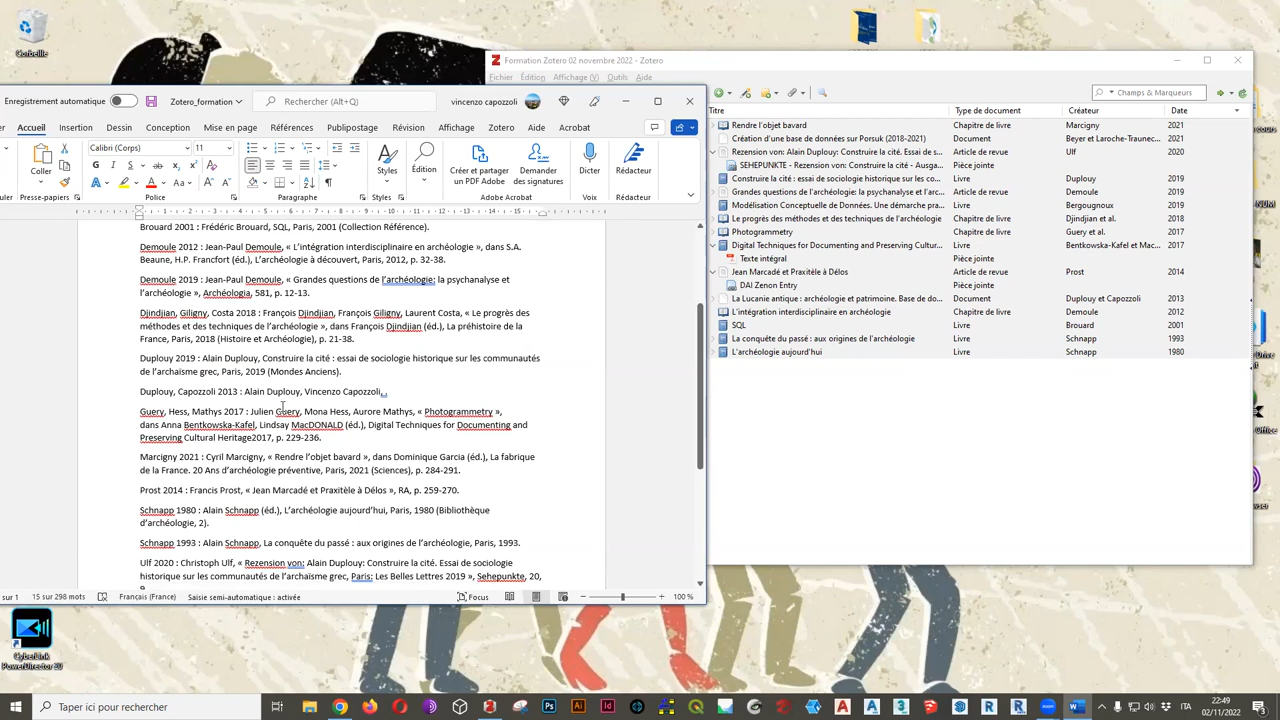 Corbeille
Formation Zotero 02 novembre 2022 - Zotero
Fichier Édition Affichage (V) Outils Aide
Enregistrement automatique
Zotero_formation
Rechercher (Alt+Q)
vincenzo capozzoli
Champs & Marqueurs
Accueil Insertion Dessin Conception Mise en page Références Publipostage Révision Affichage Zotero Aide Acrobat
Calibri (Corps) 11
Coller
Police
Paragraphe
Styles
Styles
Édition
Créer et partager un PDF Adobe
Demander des signatures
Adobe Acrobat
Dicter
Voix
Rédacteur
Rédacteur
Titre Type de document Créateur Date
Rendre l'objet bavard Chapitre de livre Marcigny 2021
Création d'une base de données sur Porsuk (2018-2021) Document Beyer et Laroche-Traunec... 2021
Rezension von: Alain Duplouy: Construire la cité. Essai de s... Article de revue Ulf 2020
SEHEPUNKTE - Rezension von: Construire la cité - Ausga... Pièce jointe
Construire la cité : essai de sociologie historique sur les co... Livre Duplouy 2019
Grandes questions de l'archéologie: la psychanalyse et l'arc... Article de revue Demoule 2019
Modélisation Conceptuelle de Données. Une démarche pra... Livre Bergougnoux 2019
Le progrès des méthodes et des techniques de l'archéologie Chapitre de livre Djindjian et al. 2018
Photogrammetry Chapitre de livre Guery et al. 2017
Digital Techniques for Documenting and Preserving Cultur... Livre Bentkowska-Kafel et Mac... 2017
Texte intégral Pièce jointe
Jean Marcadé et Praxitèle à Délos Article de revue Prost 2014
DAI Zenon Entry Pièce jointe
La Lucanie antique : archéologie et patrimoine. Base de do... Document Duplouy et Capozzoli 2013
L'intégration interdisciplinaire en archéologie Chapitre de livre Demoule 2012
SQL Livre Brouard 2001
La conquête du passé : aux origines de l'archéologie Livre Schnapp 1993
L'archéologie aujourd'hui Livre Schnapp 1980
Brouard 2001 : Frédéric Brouard, SQL, Paris, 2001 (Collection Référence).
Demoule 2012 : Jean-Paul Demoule, « L'intégration interdisciplinaire en archéologie », dans S.A.
Beaune, H.P. Francfort (éd.), L'archéologie à découvert, Paris, 2012, p. 32-38.
Demoule 2019 : Jean-Paul Demoule, « Grandes questions de l'archéologie: la psychanalyse et
l'archéologie », Archéologia, 581, p. 12-13.
Djindjian, Giligny, Costa 2018 : François Djindjian, François Giligny, Laurent Costa, « Le progrès des
méthodes et des techniques de l'archéologie », dans François Djindjian (éd.), La préhistoire de la
France, Paris, 2018 (Histoire et Archéologie), p. 21-38.
Duplouy 2019 : Alain Duplouy, Construire la cité : essai de sociologie historique sur les communautés
de l'archaïsme grec, Paris, 2019 (Mondes Anciens).
Duplouy, Capozzoli 2013 : Alain Duplouy, Vincenzo Capozzoli, .
Guery, Hess, Mathys 2017 : Julien Guery, Mona Hess, Aurore Mathys, « Photogrammetry »,
dans Anna Bentkowska-Kafel, Lindsay MacDONALD (éd.), Digital Techniques for Documenting and
Preserving Cultural Heritage2017, p. 229-236.
Marcigny 2021 : Cyril Marcigny, « Rendre l'objet bavard », dans Dominique Garcia (éd.), La fabrique
de la France. 20 Ans d'archéologie préventive, Paris, 2021 (Sciences), p. 284-291.
Prost 2014 : Francis Prost, « Jean Marcadé et Praxitèle à Délos », RA, p. 259-270.
Schnapp 1980 : Alain Schnapp (éd.), L'archéologie aujourd'hui, Paris, 1980 (Bibliothèque
d'archéologie, 2).
Schnapp 1993 : Alain Schnapp, La conquête du passé : aux origines de l'archéologie, Paris, 1993.
Ulf 2020 : Christoph Ulf, « Rezension von: Alain Duplouy: Construire la cité. Essai de sociologie
historique sur les communautés de l'archaïsme grec, Paris: Les Belles Lettres 2019 », Sehepunkte, 20,
9.
sur 1 15 sur 298 mots Français (France) Saisie semi-automatique : activée Focus 100 %
CyberLink
PowerDirector 20
Taper ici pour rechercher
22:49
02/11/2022